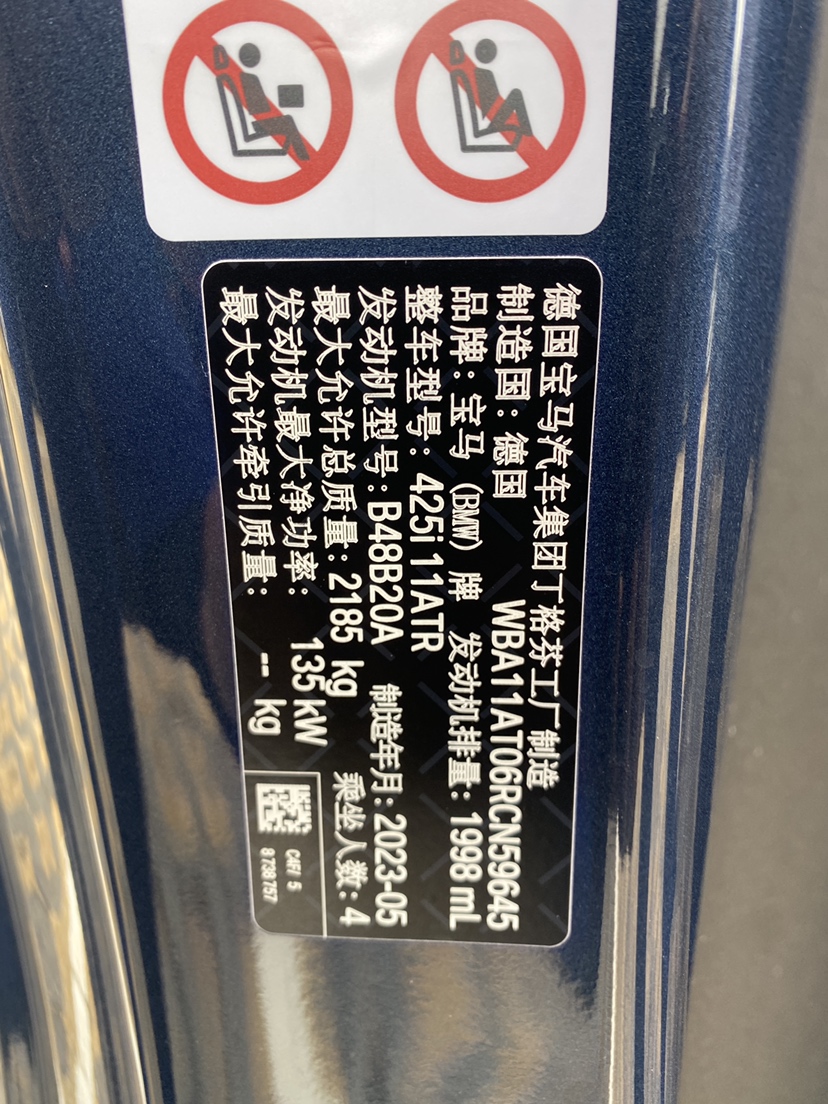 德国宝马汽车集团丁格芬工厂制造
制造国：德国 WBA11AT06RCN59645
品牌：宝马 (BMW) 牌 发动机排量：1998 mL
整车型号：425i 11ATR
发动机型号：B48B20A 制造年月：2023-05
最大允许总质量：2185 kg 乘坐人数：4
发动机最大净功率：135 kW
最大允许牵引质量：-- kg
8 738 757